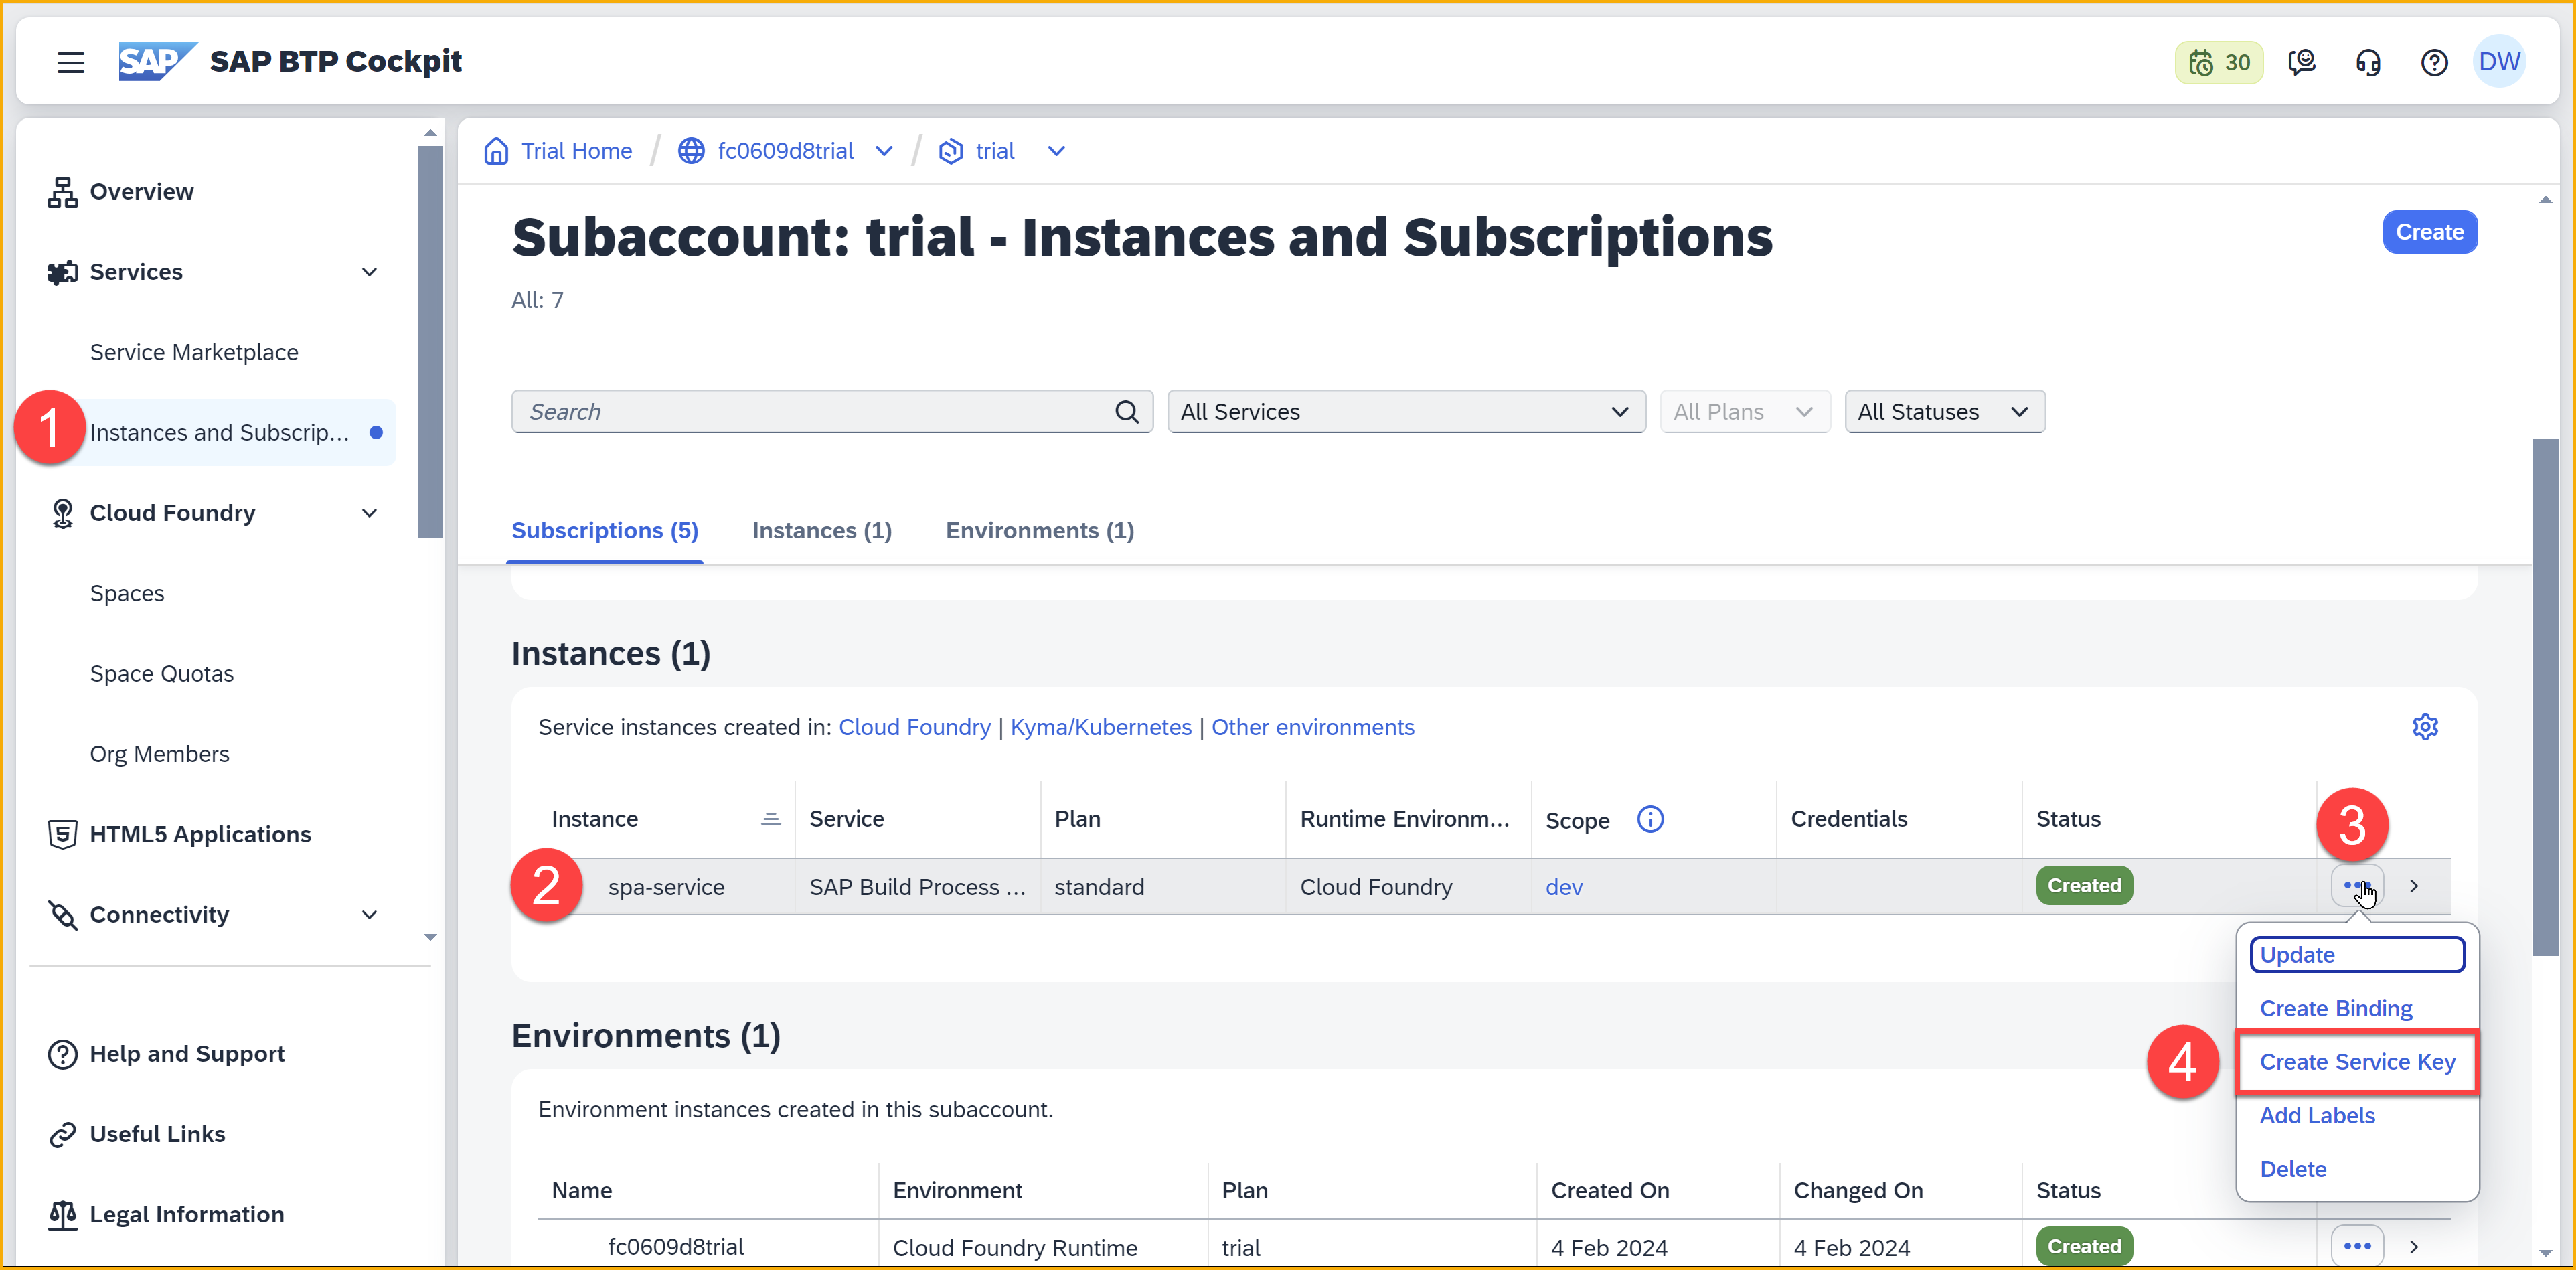 SAP SAP BTP Cockpit
30
DW
Overview
Services
Service Marketplace
1
Instances and Subscrip...
Cloud Foundry
Spaces
Space Quotas
Org Members
HTML5 Applications
Connectivity
Help and Support
Useful Links
Legal Information
Trial Home / fc0609d8trial / trial
Subaccount: trial - Instances and Subscriptions
Create
All: 7
Search
All Services
All Plans
All Statuses
Subscriptions (5) Instances (1) Environments (1)
Instances (1)
Service instances created in: Cloud Foundry | Kyma/Kubernetes | Other environments
Instance Service Plan Runtime Environm... Scope Credentials Status
3
2
spa-service SAP Build Process ... standard Cloud Foundry dev Created
Update
Create Binding
4
Create Service Key
Add Labels
Delete
Environments (1)
Environment instances created in this subaccount.
Name Environment Plan Created On Changed On Status
fc0609d8trial Cloud Foundry Runtime trial 4 Feb 2024 4 Feb 2024 Created